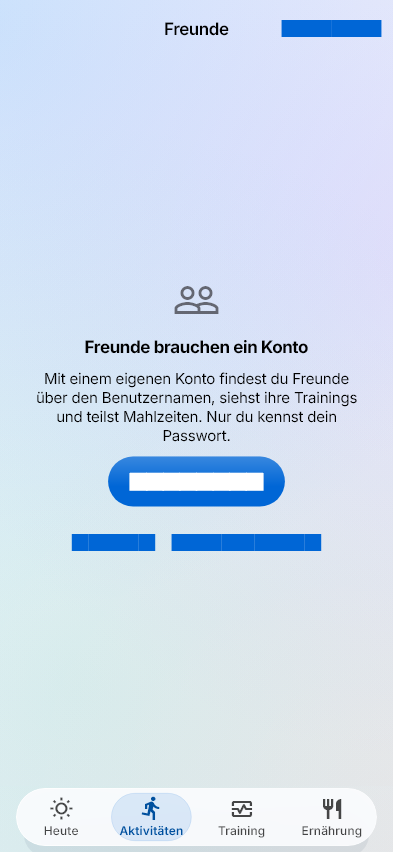 Freunde
Freunde brauchen ein Konto
Mit einem eigenen Konto findest du Freunde
über den Benutzernamen, siehst ihre Trainings
und teilst Mahlzeiten. Nur du kennst dein
Passwort.
Heute
Aktivitäten
Training
Ernährung